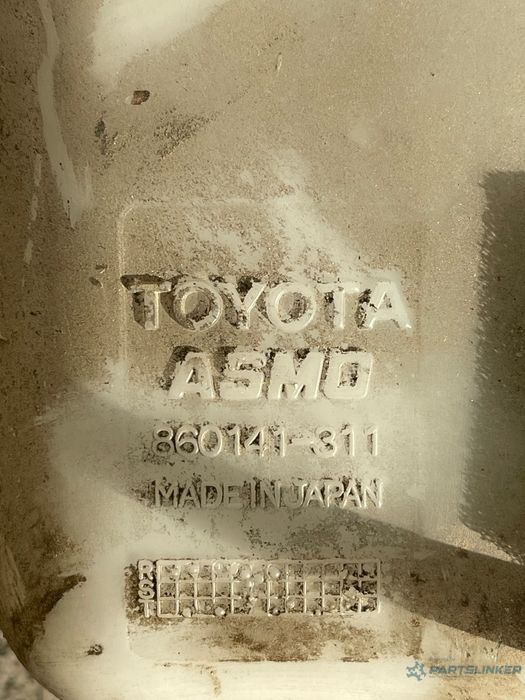 TOYOTA
ASMO
860141-311
MADE IN JAPAN
R
S
T
PARTSLINKER